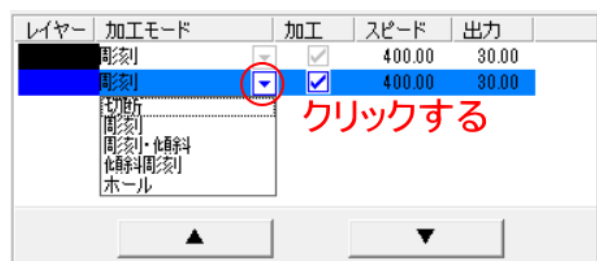 レイヤー 加工モード 加工 スピード 出力
彫刻 400.00 30.00
彫刻 400.00 30.00
切断
彫刻
彫刻・傾斜
傾斜彫刻
ホール
クリックする
▲ ▼